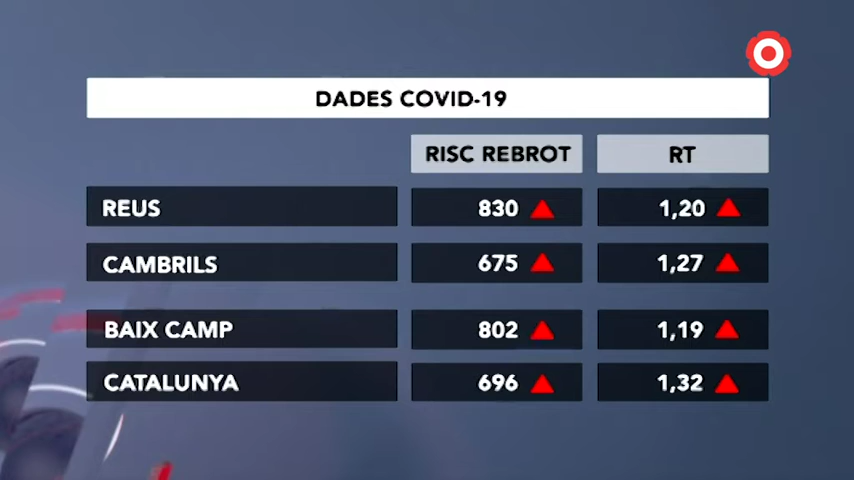 DADES COVID-19
RISC REBROT RT
REUS 830 1,20
CAMBRILS 675 1,27
BAIX CAMP 802 1,19
CATALUNYA 696 1,32